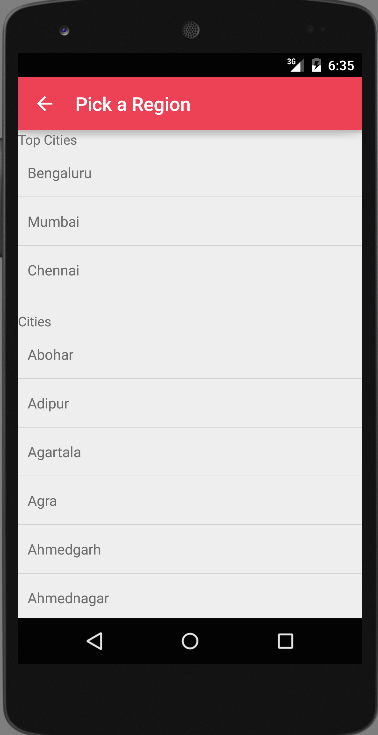 3G 6:35
Pick a Region
Top Cities
Bengaluru
Mumbai
Chennai
Cities
Abohar
Adipur
Agartala
Agra
Ahmedgarh
Ahmednagar